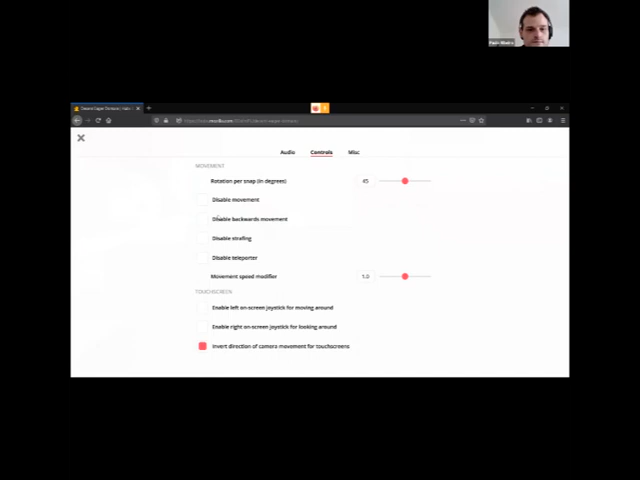 Audio Controls Misc
MOVEMENT
Rotation per snap (in degrees) 45
Disable movement
Disable backwards movement
Disable strafing
Disable teleporter
Movement speed modifier 1.0
TOUCHSCREEN
Enable left on-screen joystick for moving around
Enable right on-screen joystick for looking around
Invert direction of camera movement for touchscreens